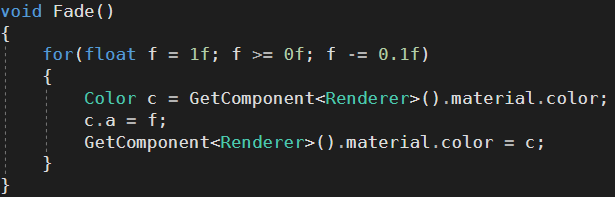 void Fade()
{
    for(float f = 1f; f >= 0f; f -= 0.1f)
    {
        Color c = GetComponent<Renderer>().material.color;
        c.a = f;
        GetComponent<Renderer>().material.color = c;
    }
}